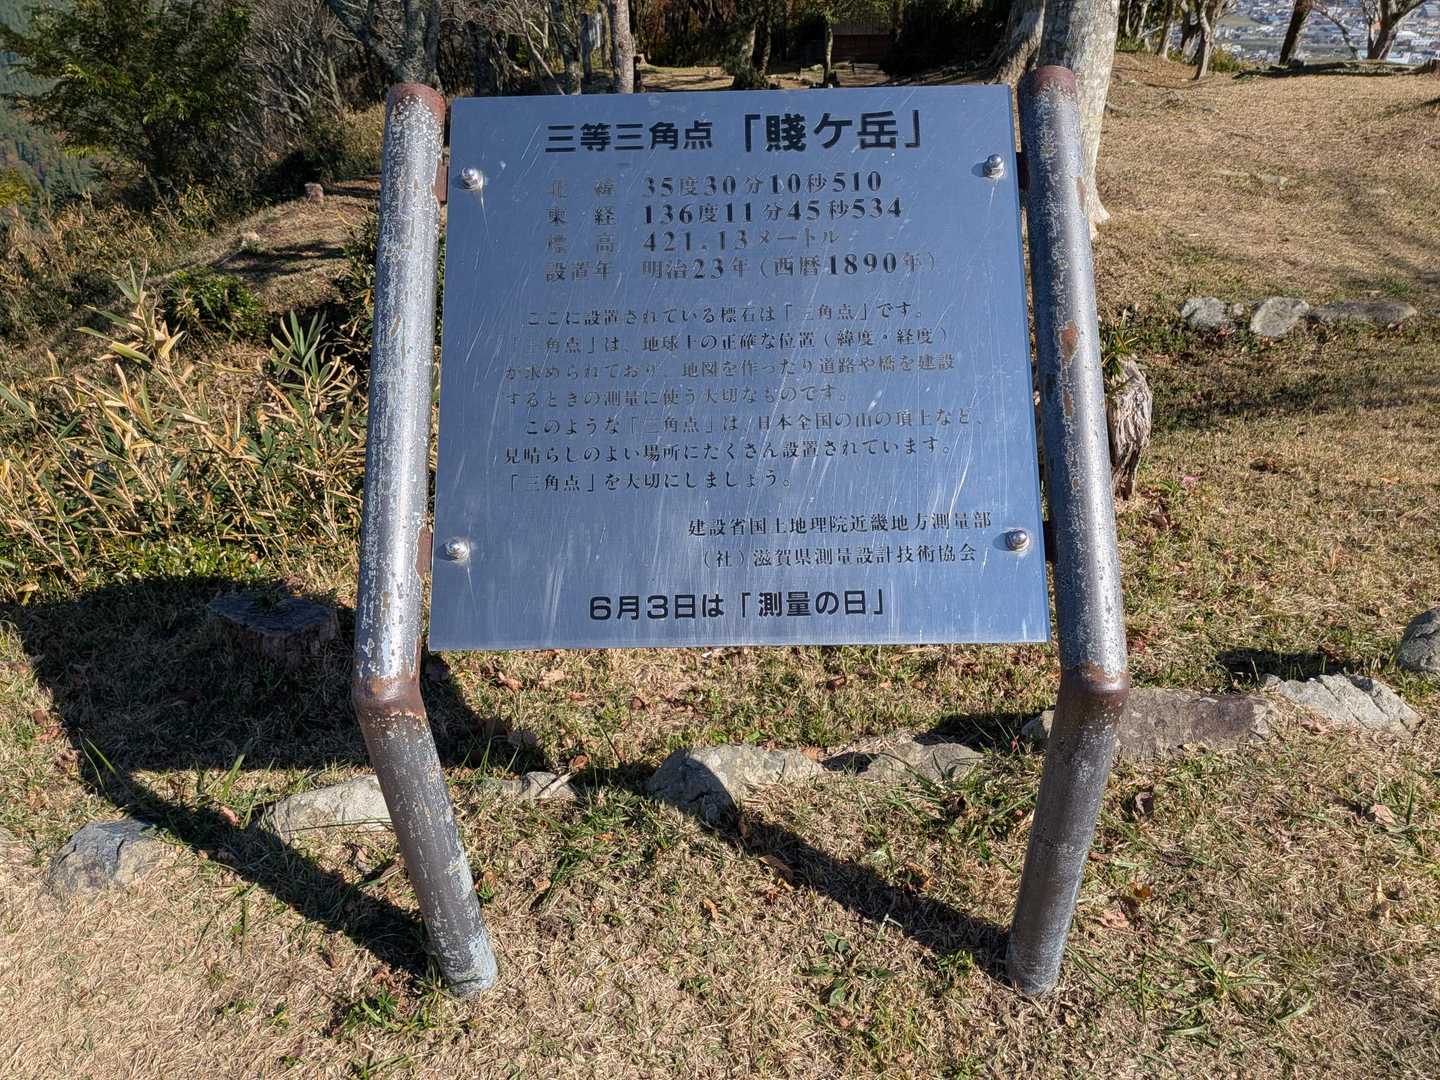 三等三角点「賤ケ岳」
北緯 35度30分10秒510
東経 136度11分45秒534
標高 421.13メートル
設置年 明治23年(西暦1890年)
ここに設置されている標石は「三角点」です。
「三角点」は、地球上の正確な位置(緯度・経度)
が求められており、地図を作ったり道路や橋を建設
するときの測量に使う大切なものです。
このような「三角点」は、日本全国の山の頂上など、
見晴らしのよい場所にたくさん設置されています。
「三角点」を大切にしましょう。
建設省国土地理院近畿地方測量部
(社)滋賀県測量設計技術協会
6月3日は「測量の日」